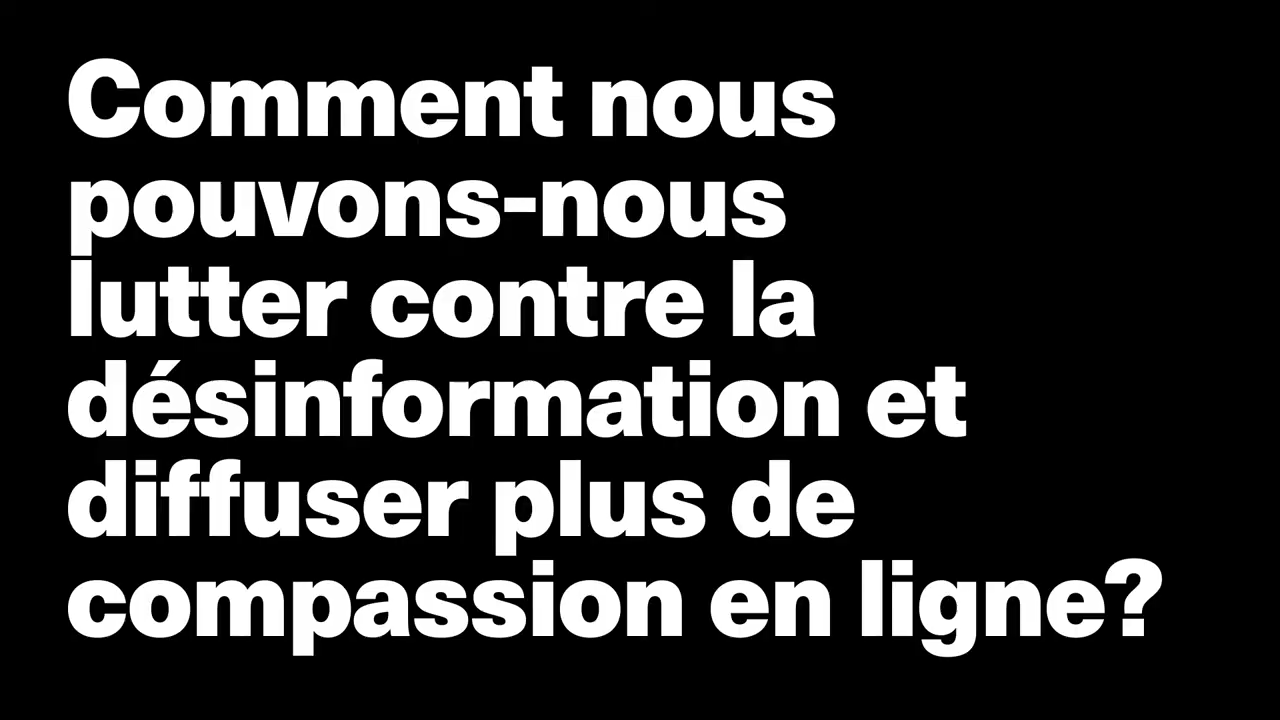 Comment nous
pouvons-nous
lutter contre la
désinformation et
diffuser plus de
compassion en ligne?